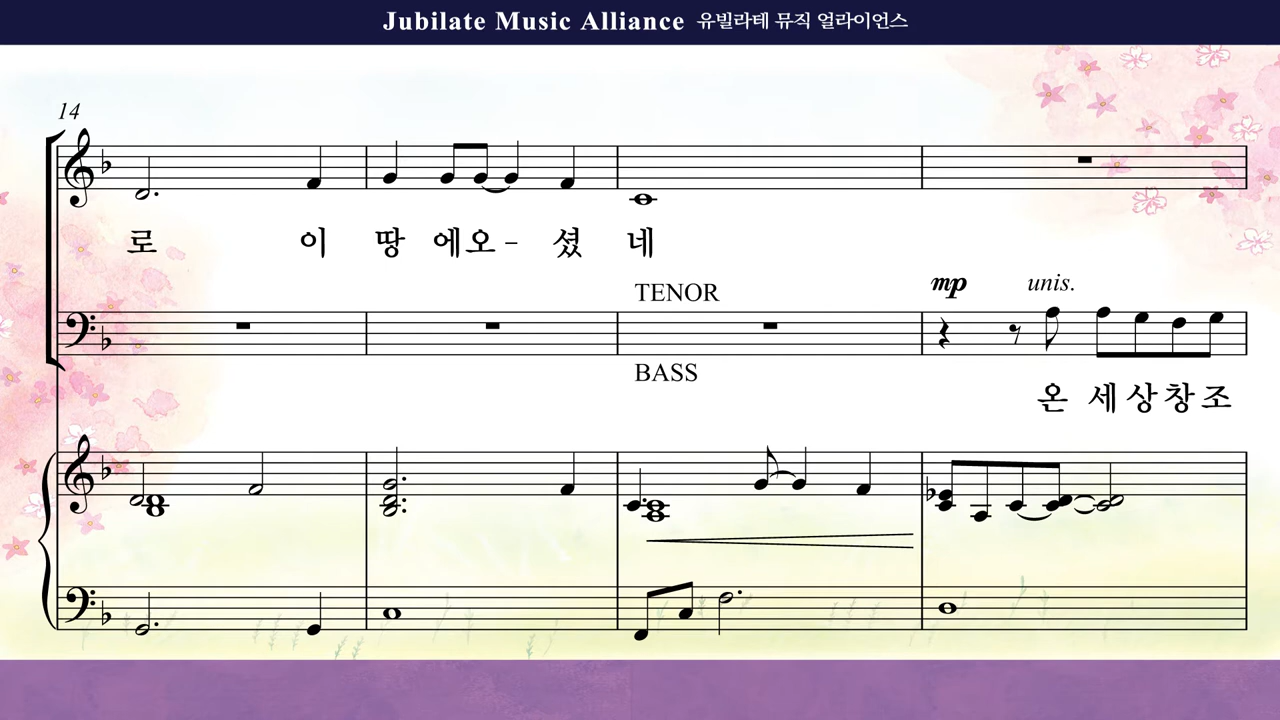 Jubilate Music Alliance 유빌라테 뮤직 얼라이언스
14
로 이 땅 에 오 - 셨 네
TENOR
mp unis.
BASS
온 세 상 창 조